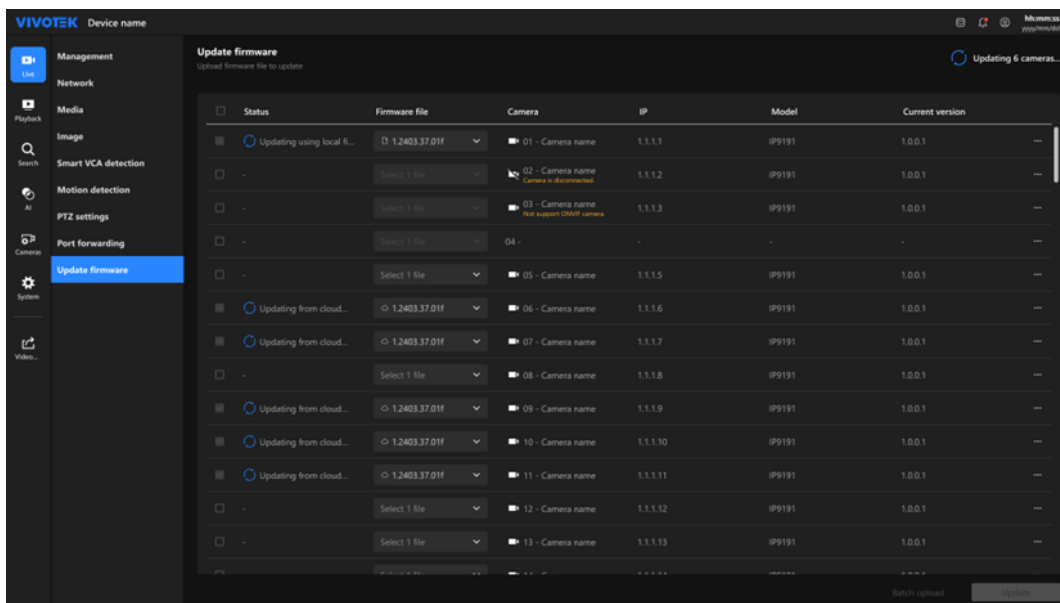 VIVOTEK Device name
hh:mm:ss
yyyy/mm/dd
Live
Playback
Search
AI
Cameras
System
Video...
Management
Network
Media
Image
Smart VCA detection
Motion detection
PTZ settings
Port forwarding
Update firmware
Update firmware
Upload firmware file to update
Updating 6 cameras...
Status Firmware file Camera IP Model Current version
Updating using local fi... 1.2403.37.01f 01 - Camera name 1.1.1.1 IP9191 1.0.0.1 ...
- Select 1 file 02 - Camera name 1.1.1.2 IP9191 1.0.0.1 ...
Camera is disconnected.
- Select 1 file 03 - Camera name 1.1.1.3 IP9191 1.0.0.1 ...
Not support ONVIF camera.
- Select 1 file 04 - - - - ...
- Select 1 file 05 - Camera name 1.1.1.5 IP9191 1.0.0.1 ...
Updating from cloud... 1.2403.37.01f 06 - Camera name 1.1.1.6 IP9191 1.0.0.1 ...
Updating from cloud... 1.2403.37.01f 07 - Camera name 1.1.1.7 IP9191 1.0.0.1 ...
- Select 1 file 08 - Camera name 1.1.1.8 IP9191 1.0.0.1 ...
Updating from cloud... 1.2403.37.01f 09 - Camera name 1.1.1.9 IP9191 1.0.0.1 ...
Updating from cloud... 1.2403.37.01f 10 - Camera name 1.1.1.10 IP9191 1.0.0.1 ...
Updating from cloud... 1.2403.37.01f 11 - Camera name 1.1.1.11 IP9191 1.0.0.1 ...
- Select 1 file 12 - Camera name 1.1.1.12 IP9191 1.0.0.1 ...
- Select 1 file 13 - Camera name 1.1.1.13 IP9191 1.0.0.1 ...
Batch upload Update